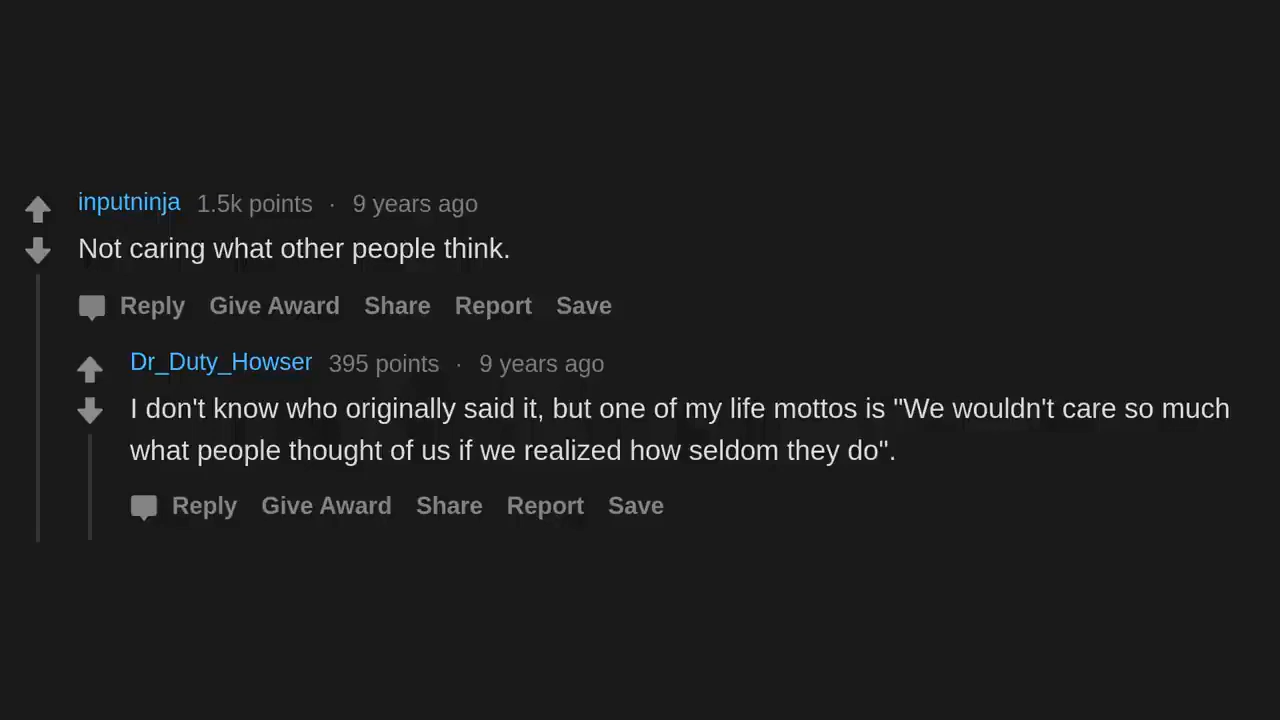 inputninja 1.5k points · 9 years ago
Not caring what other people think.
Reply Give Award Share Report Save
Dr_Duty_Howser 395 points · 9 years ago
I don't know who originally said it, but one of my life mottos is "We wouldn't care so much
what people thought of us if we realized how seldom they do".
Reply Give Award Share Report Save